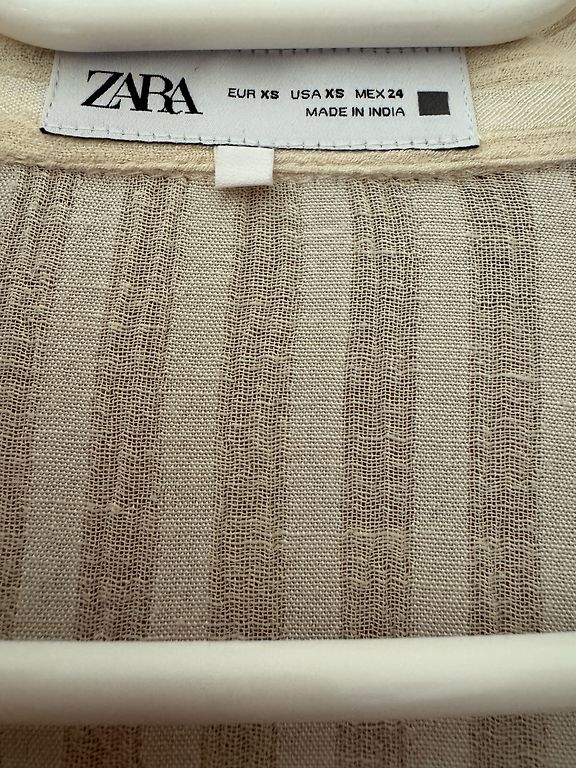 ZARA
EUR XS USA XS MEX 24
MADE IN INDIA